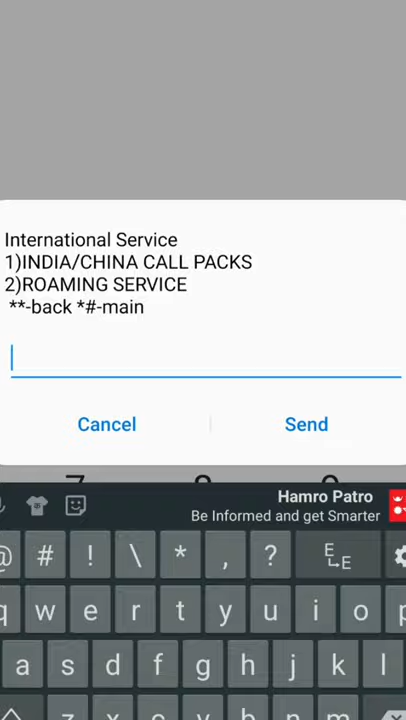 International Service
1)INDIA/CHINA CALL PACKS
2)ROAMING SERVICE
**-back *#-main
Cancel
Send
Hamro Patro
Be Informed and get Smarter
@ # ! \ * , ?
q w e r t y u i o p
a s d f g h j k l